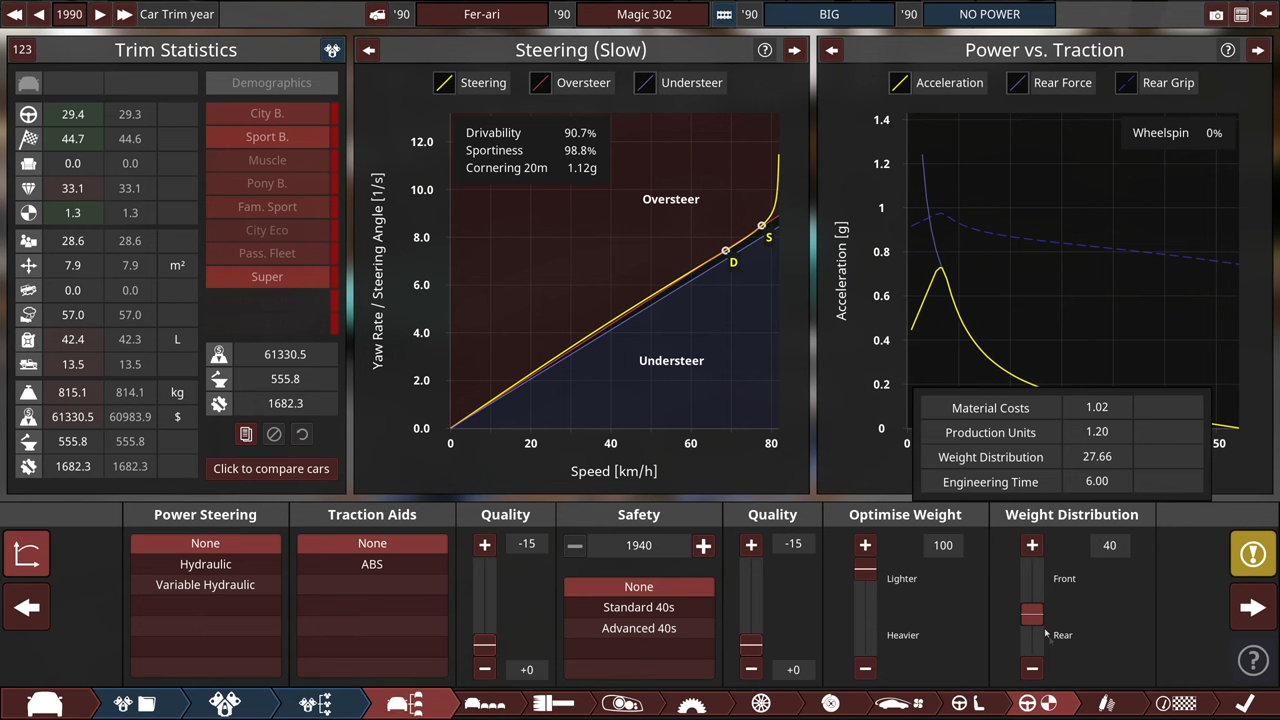 1990 Car Trim year '90 Fer-ari '90 Magic 302 '90 BIG '90 NO POWER
123 Trim Statistics
Demographics
29.4 29.3
44.7 44.6
0.0 0.0
33.1 33.1
1.3 1.3
28.6 28.6
7.9 7.9 m²
0.0 0.0
57.0 57.0
42.4 42.3 L
13.5 13.5
815.1 814.1 kg
61330.5 60983.9 $
555.8 555.8
1682.3 1682.3
City B.
Sport B.
Muscle
Pony B.
Fam. Sport
City Eco
Pass. Fleet
Super
61330.5
555.8
1682.3
Click to compare cars
Steering (Slow) ?
Steering Oversteer Understeer
Drivability 90.7%
Sportiness 98.8%
Cornering 20m 1.12g
Yaw Rate / Steering Angle [1/s]
12.0
10.0
8.0
6.0
4.0
2.0
0.0
Oversteer
S
D
Understeer
0 20 40 60 80
Speed [km/h]
Power vs. Traction ?
Acceleration Rear Force Rear Grip
Wheelspin 0%
Acceleration [g]
1.4
1.2
1
0.8
0.6
0.4
0.2
0
0 50
Material Costs 1.02
Production Units 1.20
Weight Distribution 27.66
Engineering Time 6.00
Power Steering
None
Hydraulic
Variable Hydraulic
Traction Aids
None
ABS
Quality
+ -15
- +0
Safety
- 1940 +
None
Standard 40s
Advanced 40s
Quality
+ -15
- +0
Optimise Weight
+ 100
Lighter
Heavier
-
Weight Distribution
+ 40
Front
Rear
-
!
?